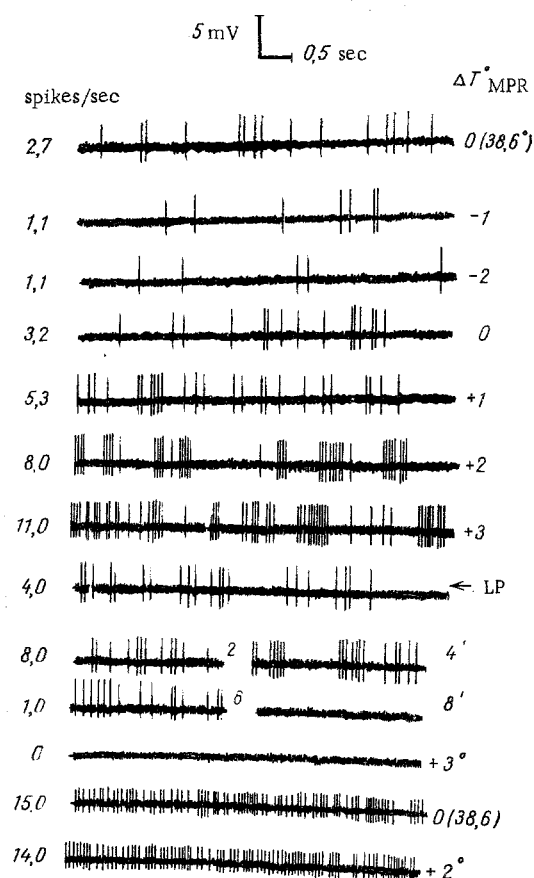 5 mV
0,5 sec
spikes/sec
ΔT° MPR
2,7 0 (38,6°)
1,1 -1
1,1 -2
3,2 0
5,3 +1
8,0 +2
11,0 +3
4,0 ← LP
8,0 2 4'
1,0 6 8'
0 +3°
15,0 0(38,6)
14,0 +2°